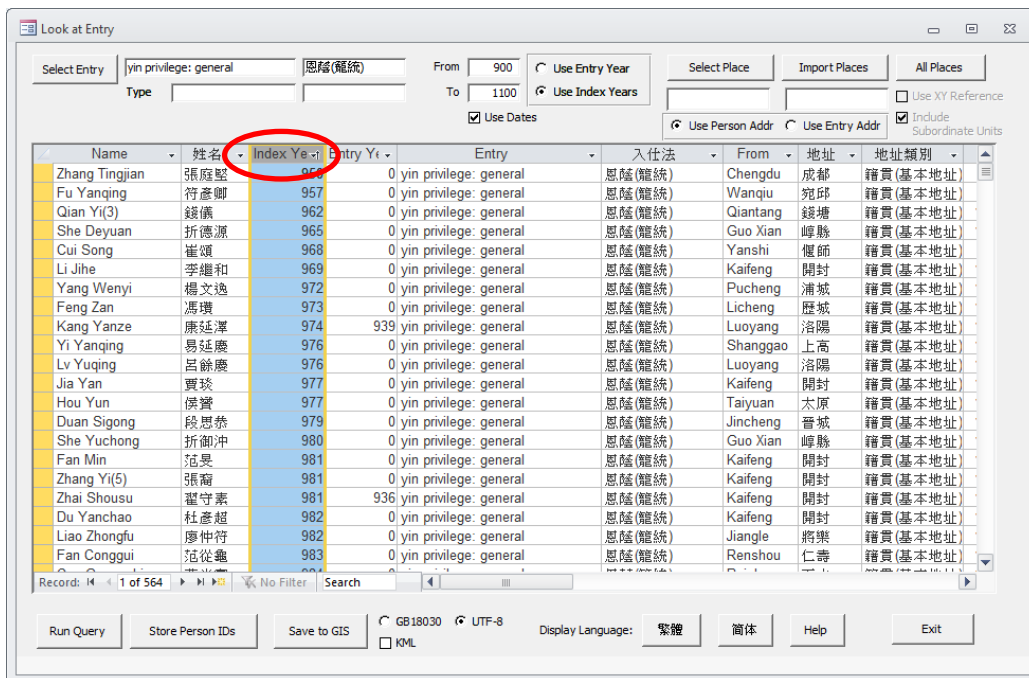 Look at Entry
Select Entry yin privilege: general 恩蔭(籠統) From 900 Use Entry Year Select Place Import Places All Places
Type To 1100 Use Index Years Use XY Reference
Use Dates Use Person Addr Use Entry Addr Include Subordinate Units
Name 姓名 Index Ye Entry Ye Entry 入仕法 From 地址 地址類別
Zhang Tingjian 張庭堅 950 0 yin privilege: general 恩蔭(籠統) Chengdu 成都 籍貫(基本地址)
Fu Yanqing 符彥卿 957 0 yin privilege: general 恩蔭(籠統) Wanqiu 宛邱 籍貫(基本地址)
Qian Yi(3) 錢儀 962 0 yin privilege: general 恩蔭(籠統) Qiantang 錢塘 籍貫(基本地址)
She Deyuan 折德源 965 0 yin privilege: general 恩蔭(籠統) Guo Xian 崞縣 籍貫(基本地址)
Cui Song 崔頌 968 0 yin privilege: general 恩蔭(籠統) Yanshi 偃師 籍貫(基本地址)
Li Jihe 李繼和 969 0 yin privilege: general 恩蔭(籠統) Kaifeng 開封 籍貫(基本地址)
Yang Wenyi 楊文逸 972 0 yin privilege: general 恩蔭(籠統) Pucheng 浦城 籍貫(基本地址)
Feng Zan 馮瓚 973 0 yin privilege: general 恩蔭(籠統) Licheng 歷城 籍貫(基本地址)
Kang Yanze 康延澤 974 939 yin privilege: general 恩蔭(籠統) Luoyang 洛陽 籍貫(基本地址)
Yi Yanqing 易延慶 976 0 yin privilege: general 恩蔭(籠統) Shanggao 上高 籍貫(基本地址)
Lv Yuqing 呂餘慶 976 0 yin privilege: general 恩蔭(籠統) Luoyang 洛陽 籍貫(基本地址)
Jia Yan 賈琰 977 0 yin privilege: general 恩蔭(籠統) Kaifeng 開封 籍貫(基本地址)
Hou Yun 侯贇 977 0 yin privilege: general 恩蔭(籠統) Taiyuan 太原 籍貫(基本地址)
Duan Sigong 段思恭 979 0 yin privilege: general 恩蔭(籠統) Jincheng 晉城 籍貫(基本地址)
She Yuchong 折御沖 980 0 yin privilege: general 恩蔭(籠統) Guo Xian 崞縣 籍貫(基本地址)
Fan Min 范旻 981 0 yin privilege: general 恩蔭(籠統) Kaifeng 開封 籍貫(基本地址)
Zhang Yi(5) 張裔 981 0 yin privilege: general 恩蔭(籠統) Kaifeng 開封 籍貫(基本地址)
Zhai Shousu 翟守素 981 936 yin privilege: general 恩蔭(籠統) Kaifeng 開封 籍貫(基本地址)
Du Yanchao 杜彥超 982 0 yin privilege: general 恩蔭(籠統) Kaifeng 開封 籍貫(基本地址)
Liao Zhongfu 廖仲符 982 0 yin privilege: general 恩蔭(籠統) Jiangle 將樂 籍貫(基本地址)
Fan Conggui 范從龜 983 0 yin privilege: general 恩蔭(籠統) Renshou 仁壽 籍貫(基本地址)
Record: 1 of 564 No Filter Search
Run Query Store Person IDs Save to GIS GB18030 UTF-8 KML Display Language: 繁體 简体 Help Exit